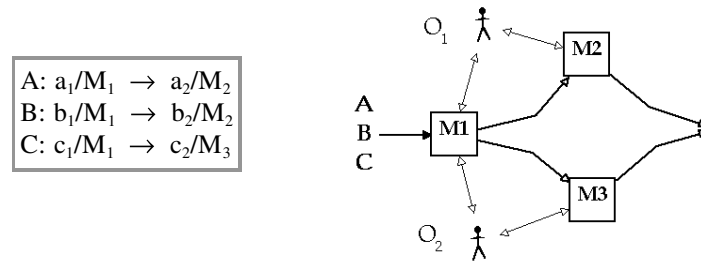 A: a₁/M₁ → a₂/M₂
B: b₁/M₁ → b₂/M₂
C: c₁/M₁ → c₂/M₃
O₁
M2
A
B
C
M1
M3
O₂